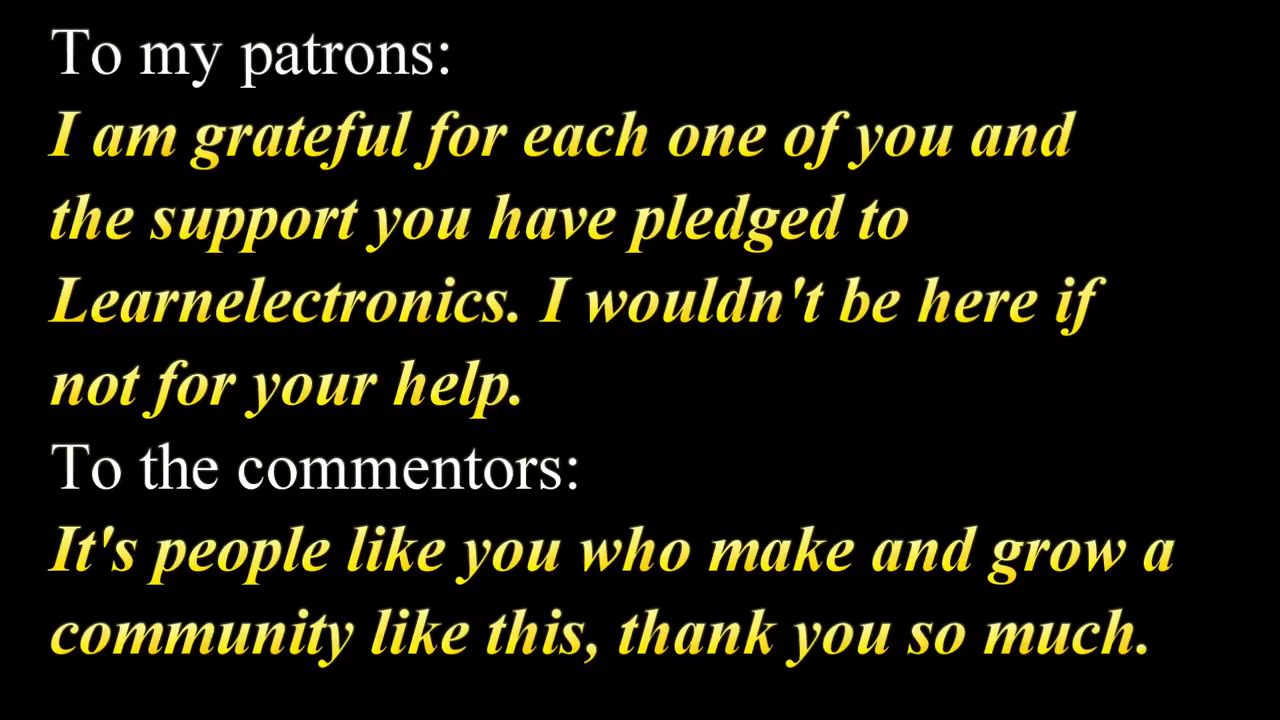 To my patrons:
I am grateful for each one of you and
the support you have pledged to
Learnelectronics. I wouldn't be here if
not for your help.
To the commentors:
It's people like you who make and grow a
community like this, thank you so much.